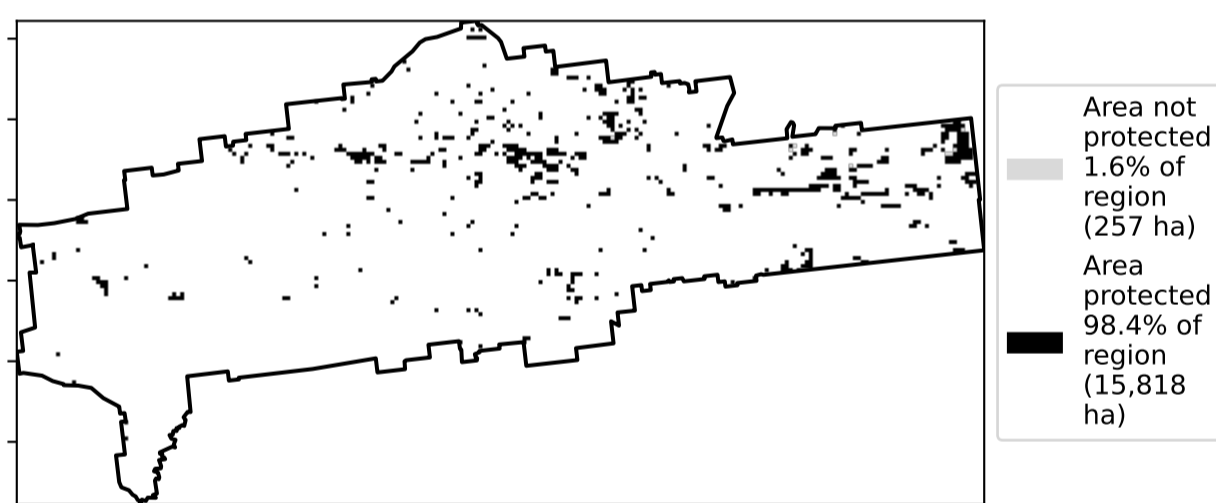 Area not
protected
1.6% of
region
(257 ha)
Area
protected
98.4% of
region
(15,818
ha)